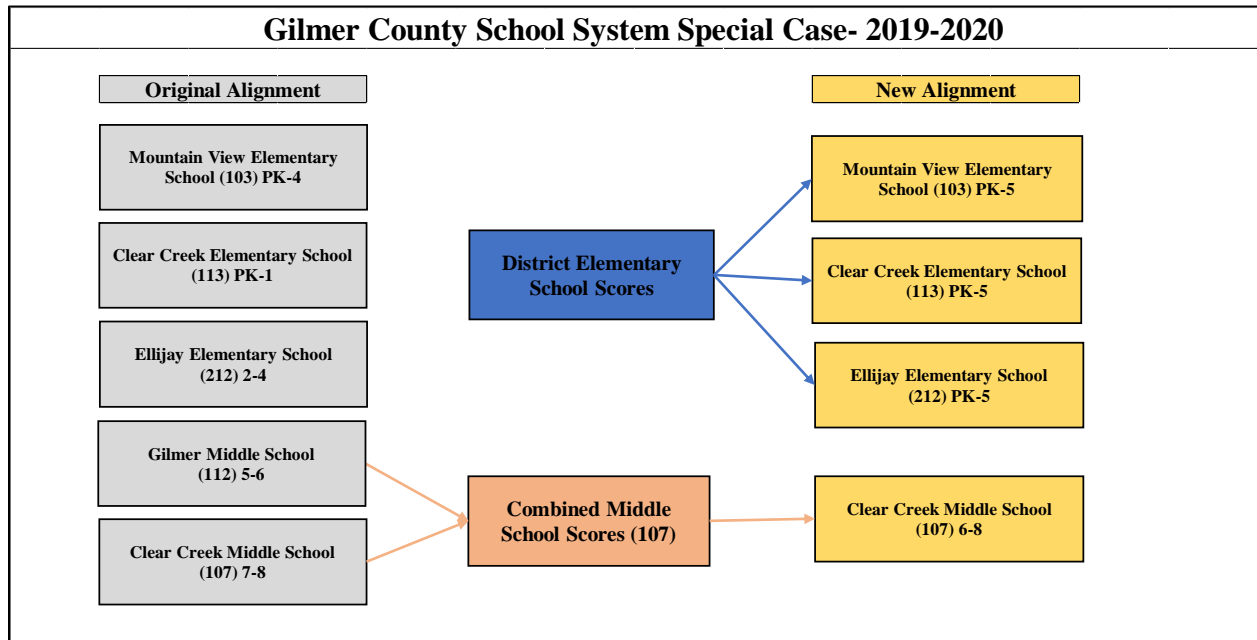 Gilmer County School System Special Case- 2019-2020
Original Alignment
Mountain View Elementary
School (103) PK-4
Clear Creek Elementary School
(113) PK-1
Ellijay Elementary School
(212) 2-4
Gilmer Middle School
(112) 5-6
Clear Creek Middle School
(107) 7-8
District Elementary
School Scores
Combined Middle
School Scores (107)
New Alignment
Mountain View Elementary
School (103) PK-5
Clear Creek Elementary School
(113) PK-5
Ellijay Elementary School
(212) PK-5
Clear Creek Middle School
(107) 6-8